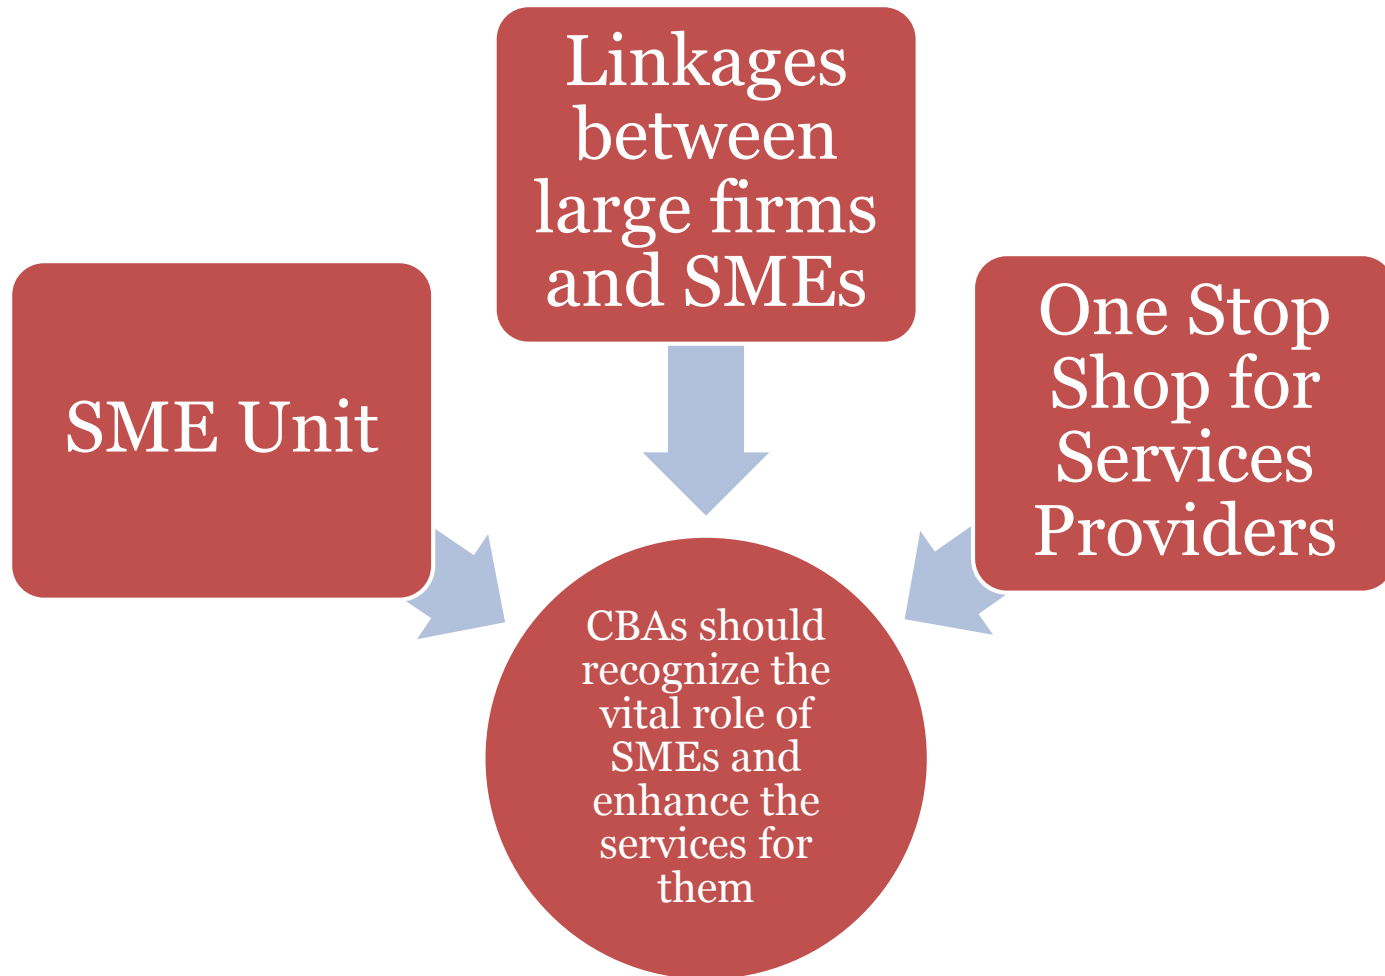 Linkages
between
large firms
and SMEs
SME Unit
One Stop
Shop for
Services
Providers
CBAs should
recognize the
vital role of
SMEs and
enhance the
services for
them